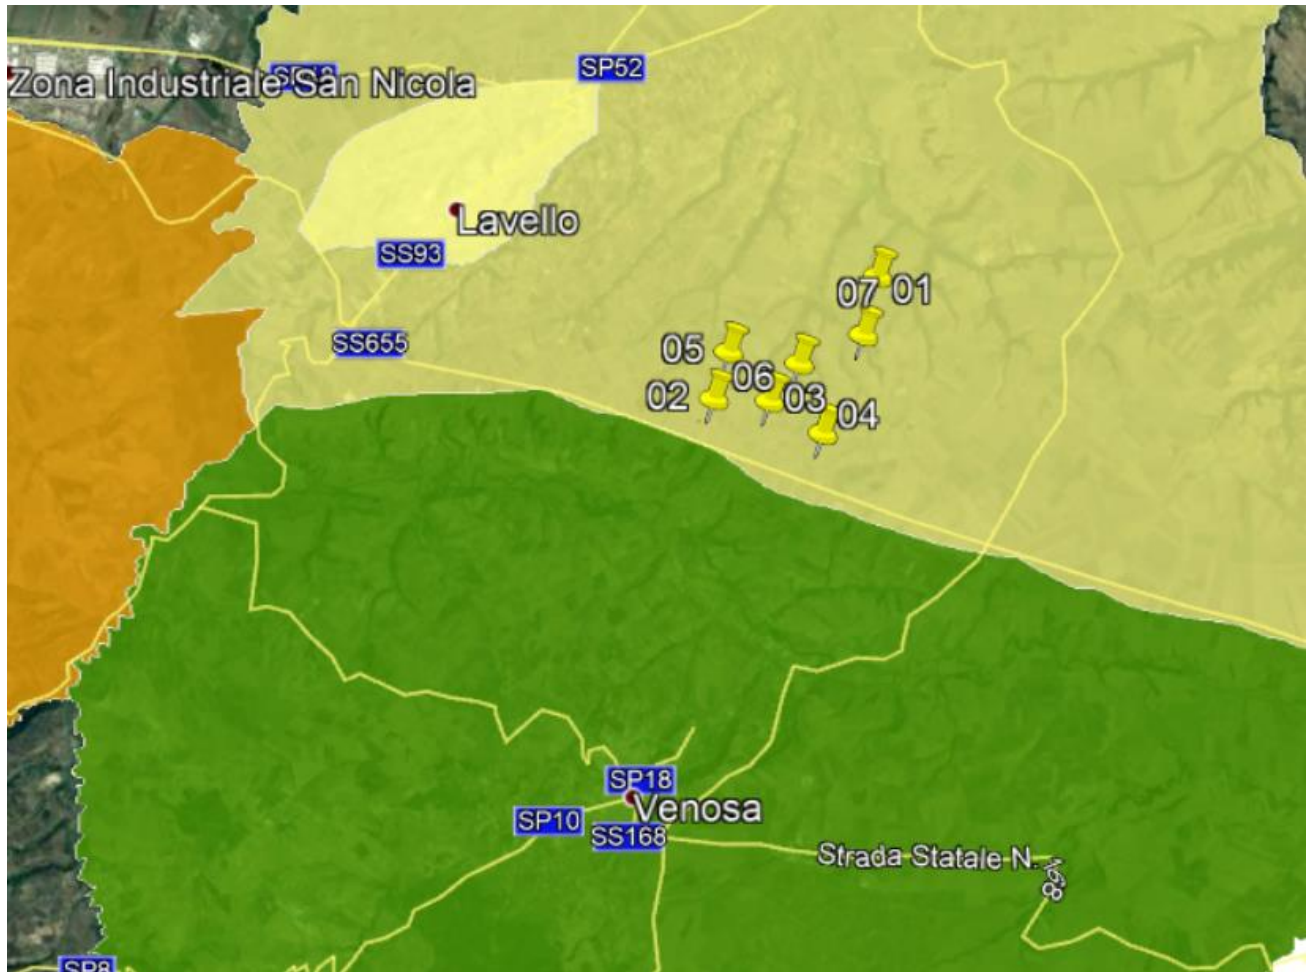 SP52
Zona Industriale San Nicola
Lavello
SS93
07 01
SS655
05
06
02
03
04
SP18
Venosa
SP10
SS168
Strada Statale N. 168
SP8